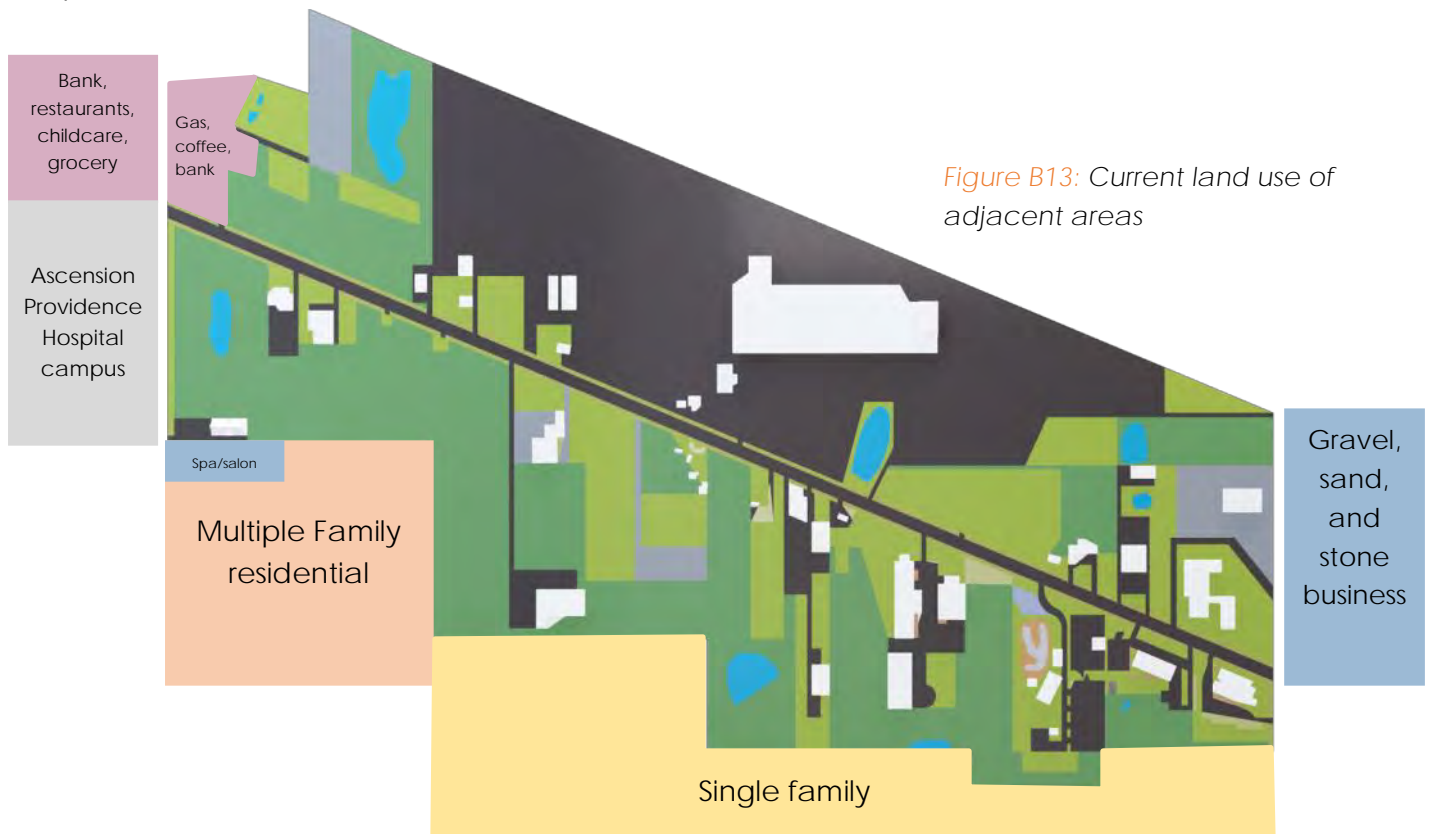 Bank,
restaurants,
childcare,
grocery
Gas,
coffee,
bank
Figure B13: Current land use of
adjacent areas
Ascension
Providence
Hospital
campus
Spa/salon
Multiple Family
residential
Gravel,
sand,
and
stone
business
Single family